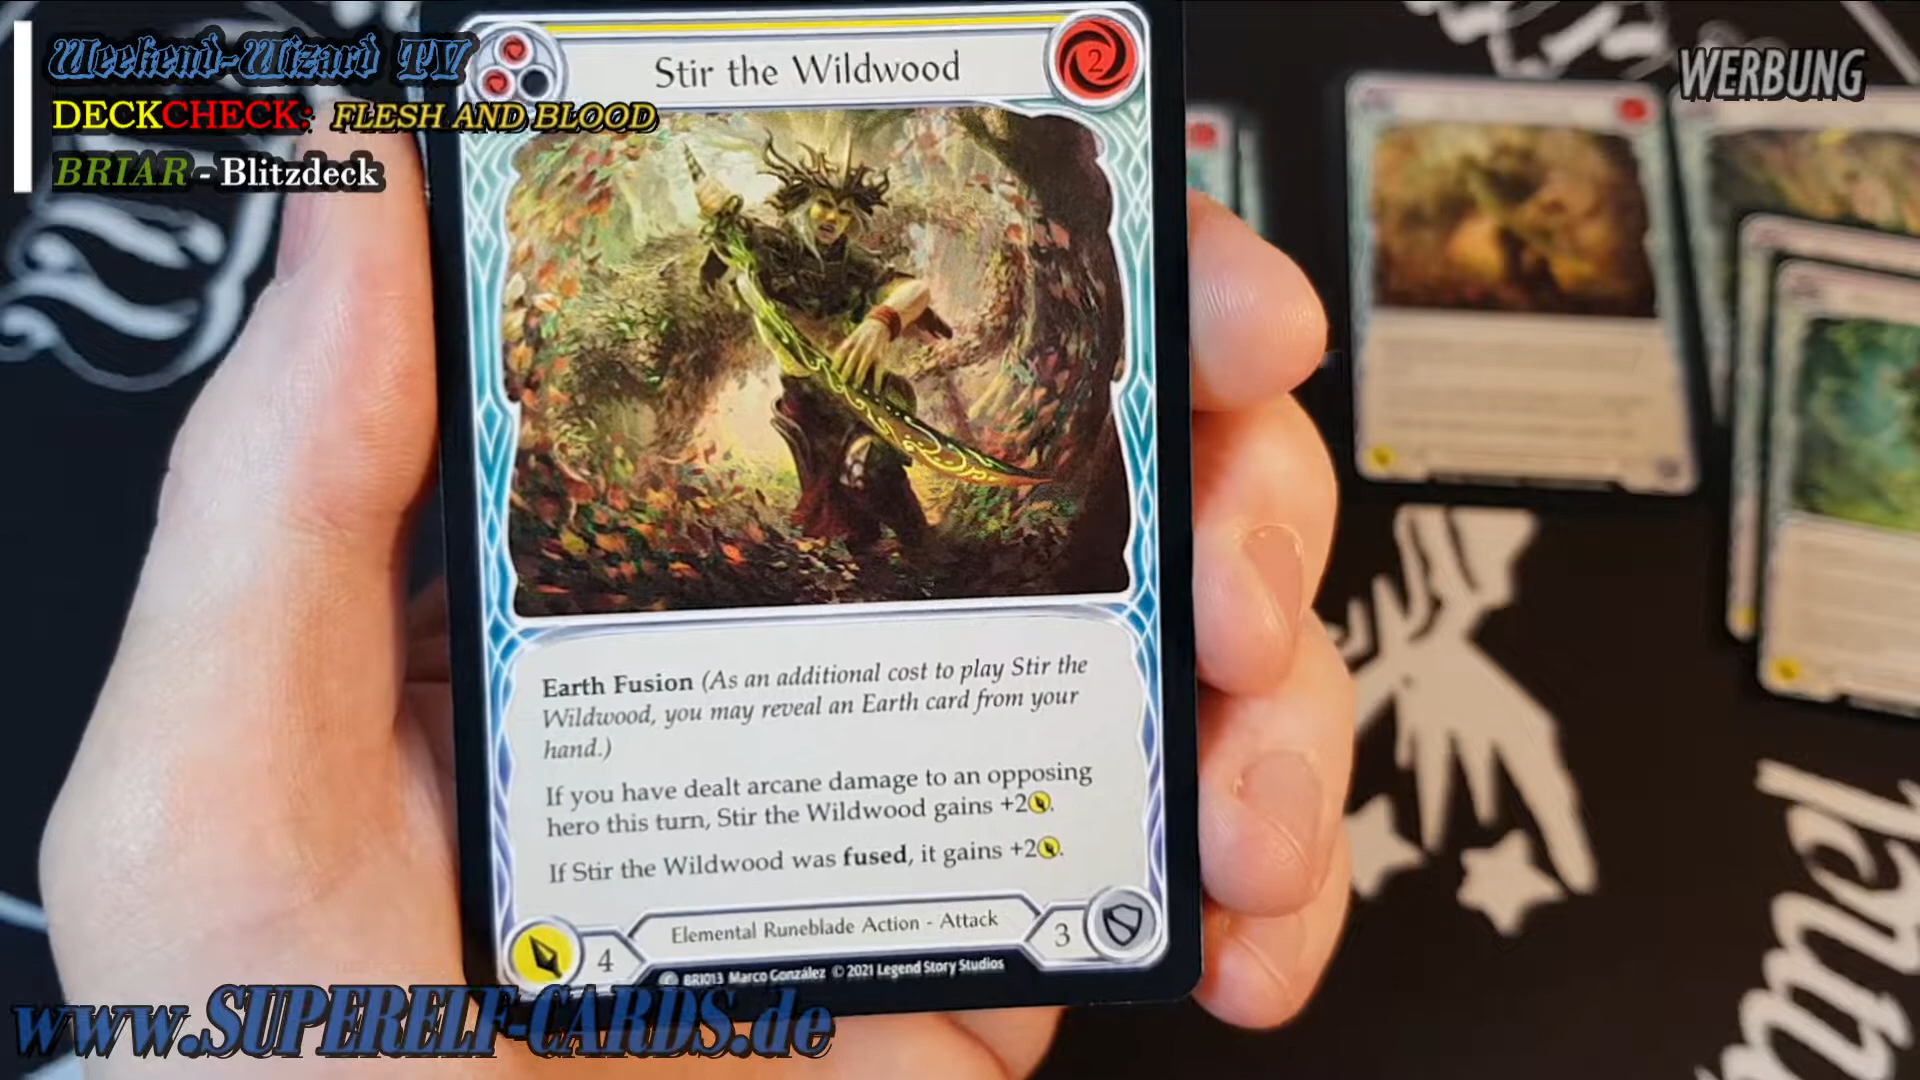 Weekend-Wizard TV
DECKCHECK: FLESH AND BLOOD
BRIAR - Blitzdeck
WERBUNG
Stir the Wildwood
2
Earth Fusion (As an additional cost to play Stir the
Wildwood, you may reveal an Earth card from your
hand.)
If you have dealt arcane damage to an opposing
hero this turn, Stir the Wildwood gains +2.
If Stir the Wildwood was fused, it gains +2.
4
Elemental Runeblade Action - Attack
3
C BRI013 Marco González © 2021 Legend Story Studios
www.SUPERELF-CARDS.de